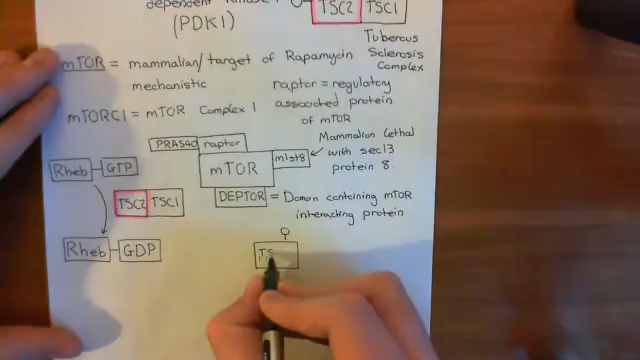 dependent Kinase 1
(PDK1)
TSC2 TSC1
Tuberous
Sclerosis
Complex
mTOR = mammalian/ target of Rapamycin
mechanistic
raptor = regulatory
associated protein
of mTOR
mTORC1 = mTOR Complex 1
PRAS40 raptor
mTOR
mlst8
Mammalian lethal
with sec13
protein 8.
DEPTOR = Domain containing mTOR
interacting protein
Rheb GTP
TSC2 TSC1
Rheb GDP
TS